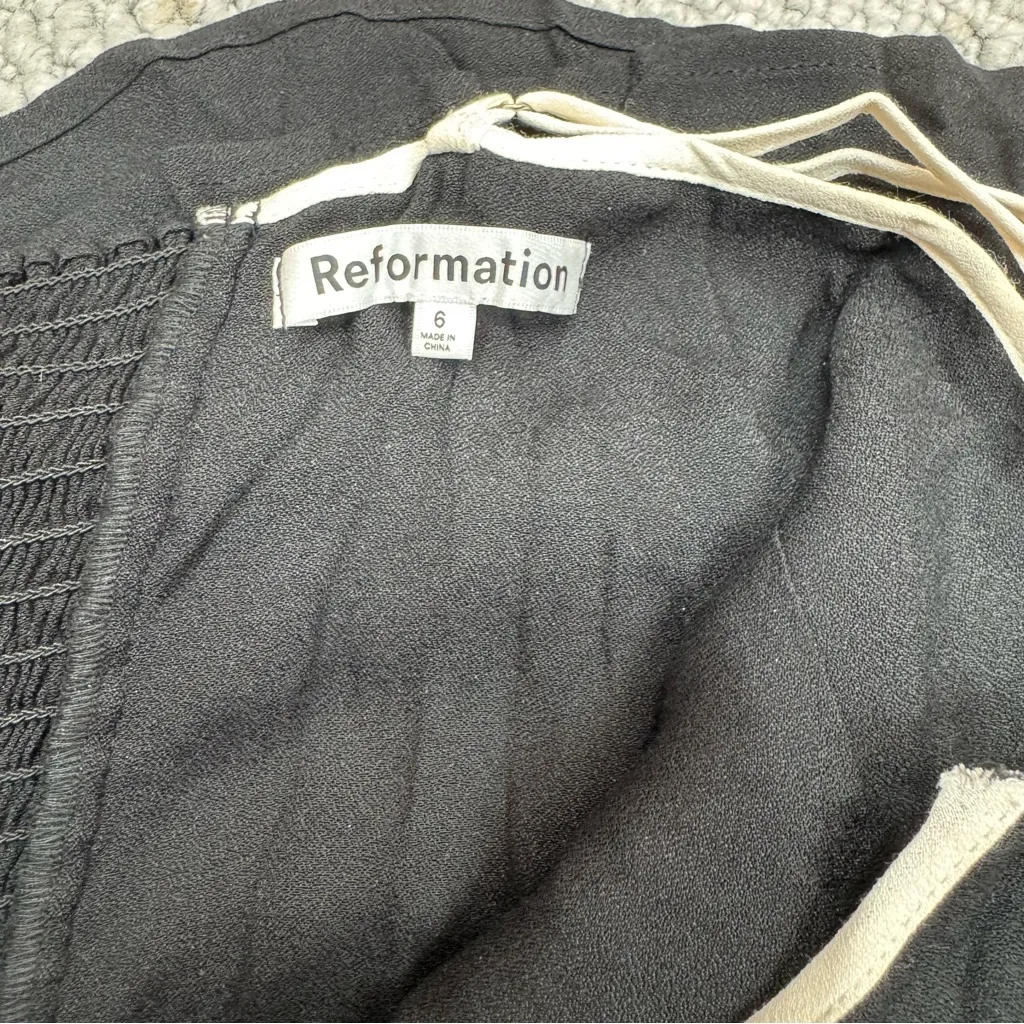 Reformation
6
MADE IN
CHINA